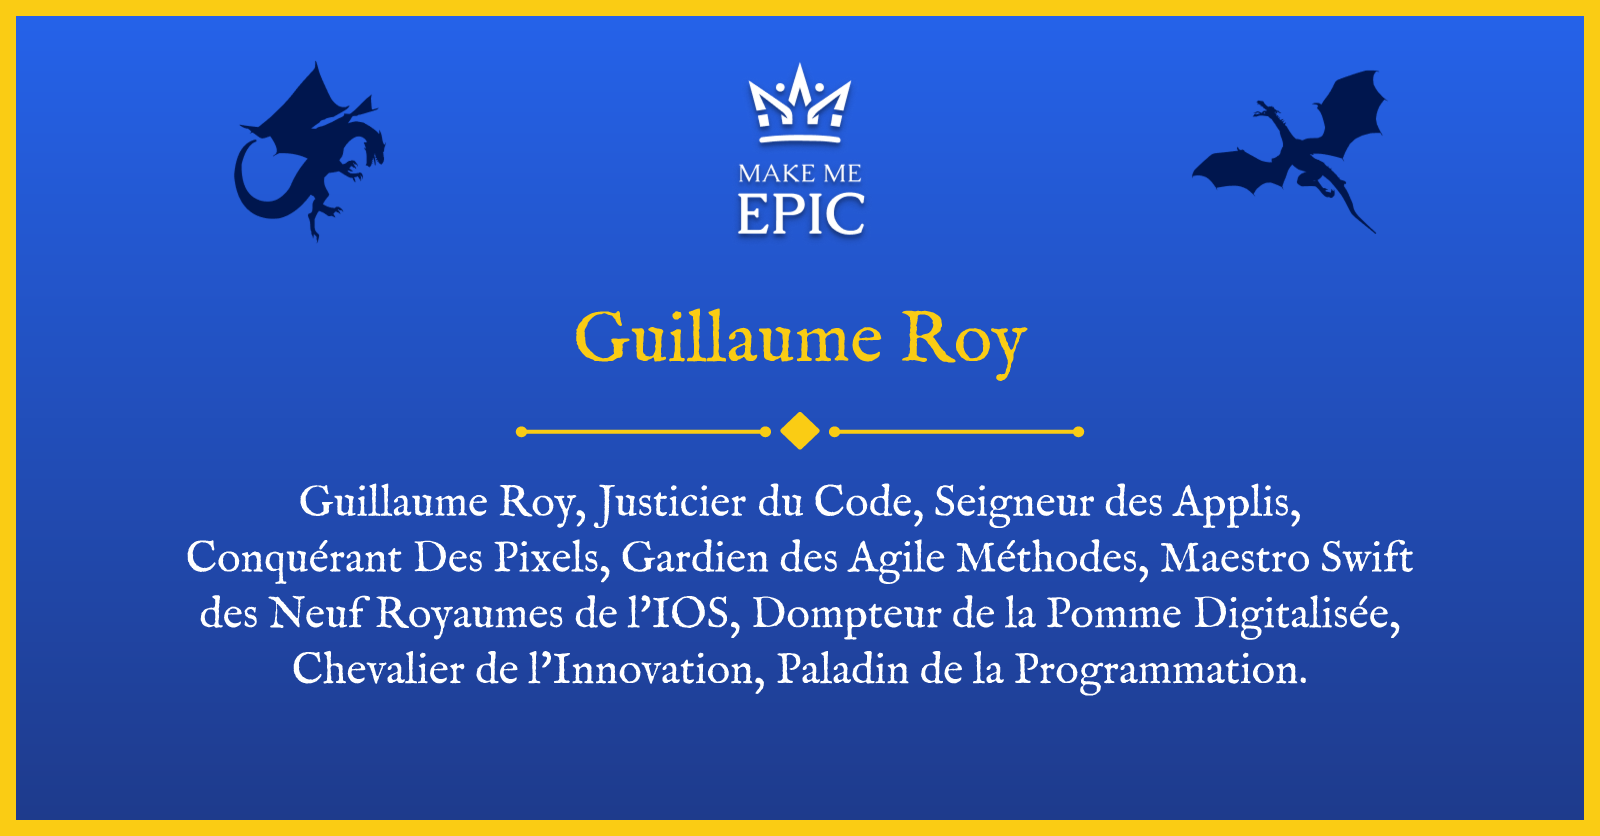 MAKE ME
EPIC
Guillaume Roy
Guillaume Roy, Justicier du Code, Seigneur des Applis,
Conquérant Des Pixels, Gardien des Agile Méthodes, Maestro Swift
des Neuf Royaumes de l'IOS, Dompteur de la Pomme Digitalisée,
Chevalier de l'Innovation, Paladin de la Programmation.